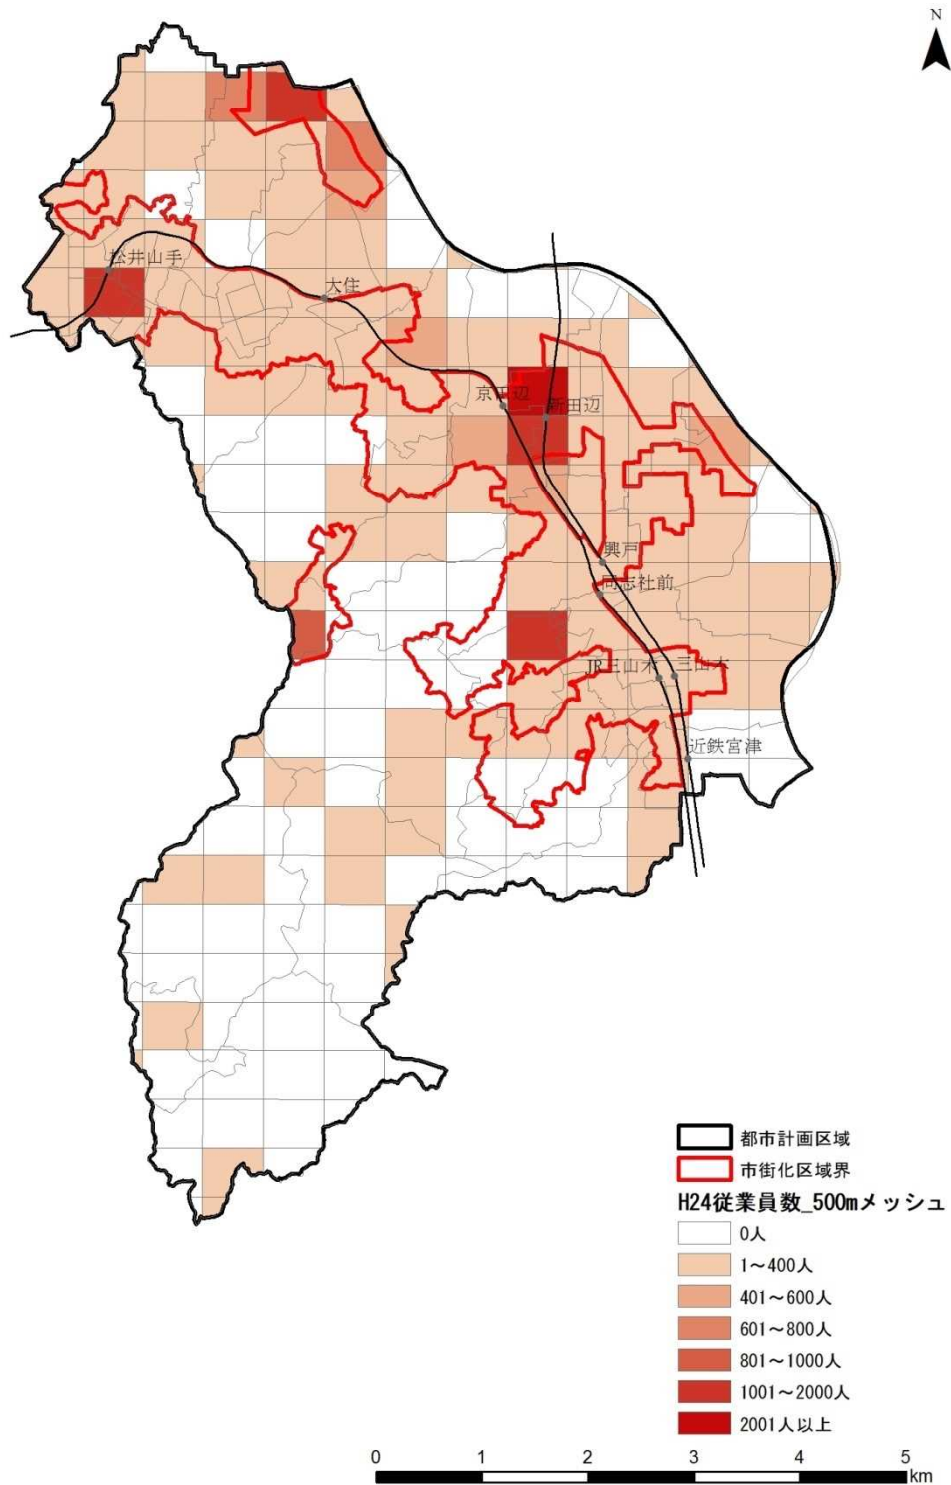 N
松井山手
大住
京田辺
新田辺
興戸
同志社前
JR三山木
三山木
近鉄宮津
都市計画区域
市街化区域界
H24従業員数_500mメッシュ
0人
1～400人
401～600人
601～800人
801～1000人
1001～2000人
2001人以上
0 1 2 3 4 5
km